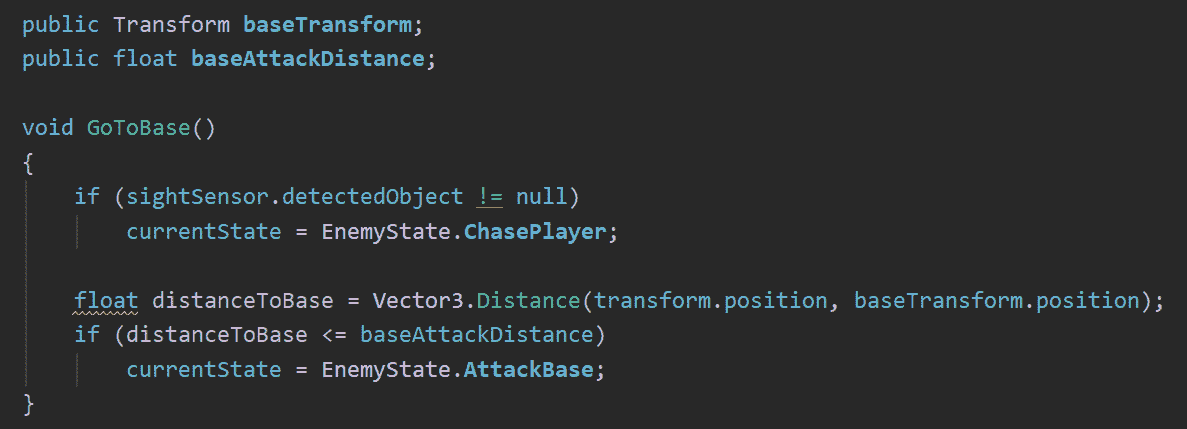 public Transform baseTransform;
public float baseAttackDistance;
void GoToBase()
{
if (sightSensor.detectedObject != null)
currentState = EnemyState.ChasePlayer;
float distanceToBase = Vector3.Distance(transform.position, baseTransform.position);
if (distanceToBase <= baseAttackDistance)
currentState = EnemyState.AttackBase;
}